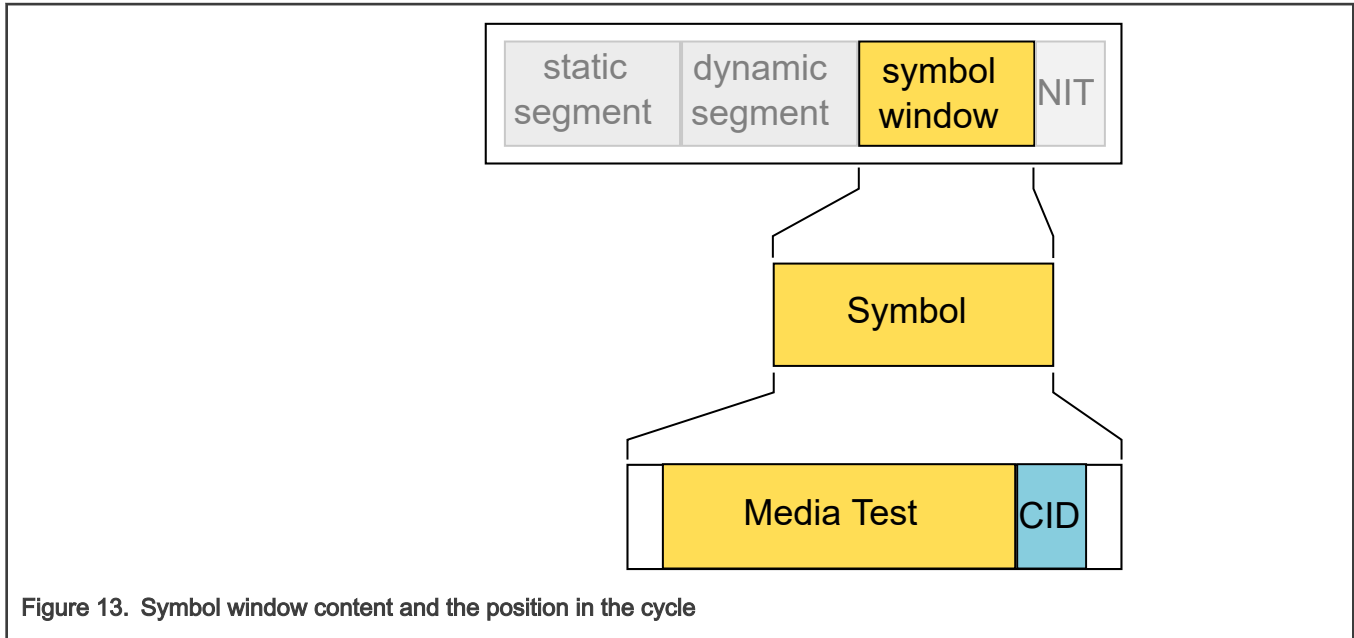 static
segment
dynamic
segment
symbol
window
NIT
Symbol
Media Test
CID
Figure 13. Symbol window content and the position in the cycle